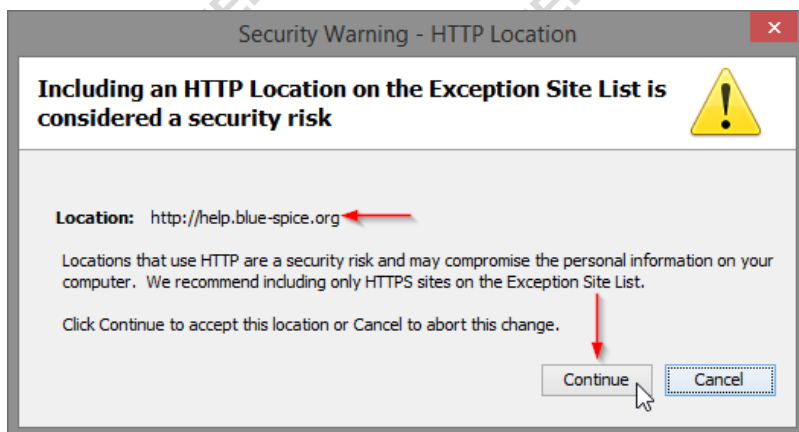 Security Warning - HTTP Location
Including an HTTP Location on the Exception Site List is
considered a security risk
Location: http://help.blue-spice.org
Locations that use HTTP are a security risk and may compromise the personal information on your
computer. We recommend including only HTTPS sites on the Exception Site List.
Click Continue to accept this location or Cancel to abort this change.
Continue Cancel